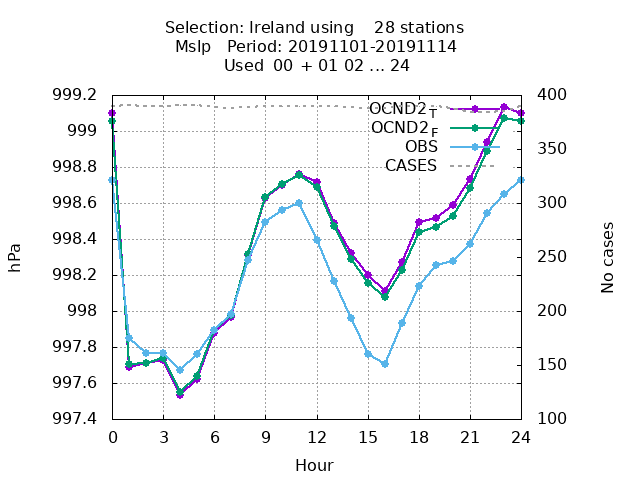 Selection: Ireland using    28 stations
Mslp   Period: 20191101-20191114
Used  00 + 01 02 ... 24
999.2
999
998.8
998.6
998.4
998.2
998
997.8
997.6
997.4
hPa
OCND2_T
OCND2_F
OBS
CASES
400
350
300
250
200
150
100
No cases
0 3 6 9 12 15 18 21 24
Hour